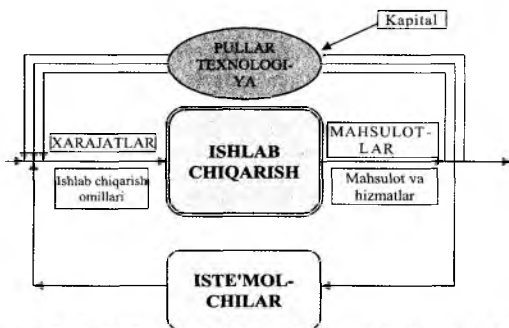 Kapital
PULLAR
TEXNOLOGI-
YA
XARAJATLAR
Ishlab chiqarish
omillari
ISHLAB
CHIQARISH
MAHSULOT-
LAR
Mahsulot va
hizmatlar
ISTE'MOL-
CHILAR